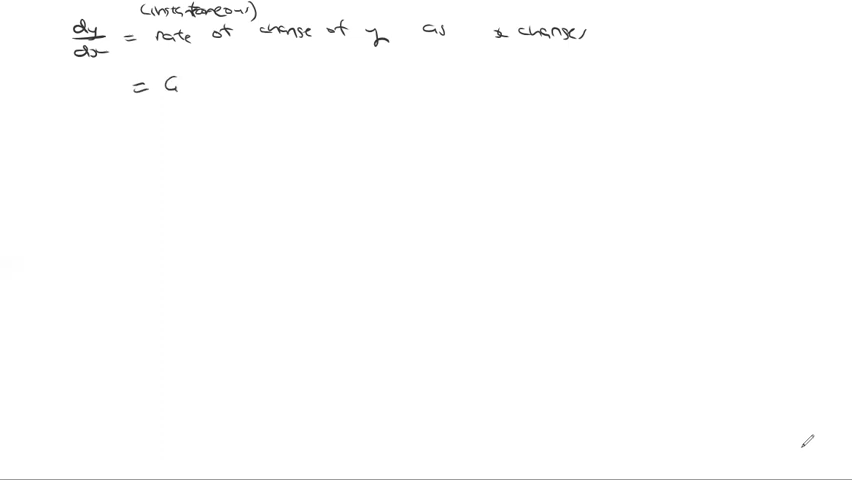 (instantaneous)
dy/dx = rate of change of y as x changes
= G